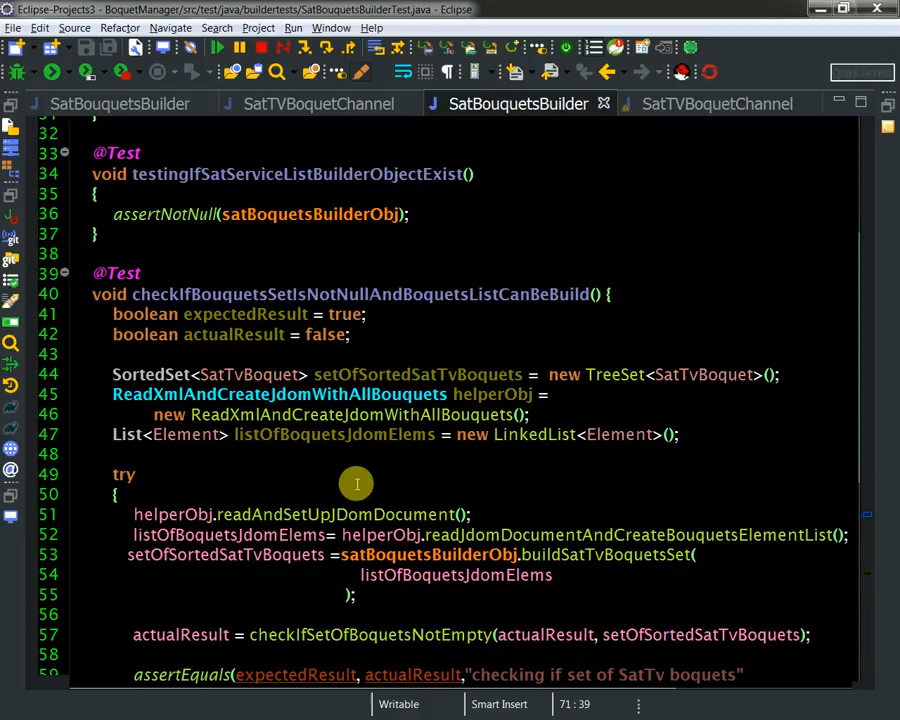 Eclipse-Projects3 - BoquetManager/src/test/java/buildertests/SatBouquetsBuilderTest.java - Eclipse
File Edit Source Refactor Navigate Search Project Run Window Help
Quick Access
SatBouquetsBuilder SatTVBoquetChannel SatBouquetsBuilder SatTVBoquetChannel
32
33 @Test
34 void testingIfSatServiceListBuilderObjectExist()
35 {
36 assertNotNull(satBoquetsBuilderObj);
37 }
38
39 @Test
40 void checkIfBouquetsSetIsNotNullAndBoquetsListCanBeBuild() {
41 boolean expectedResult = true;
42 boolean actualResult = false;
43
44 SortedSet<SatTvBoquet> setOfSortedSatTvBoquets = new TreeSet<SatTvBoquet>();
45 ReadXmlAndCreateJdomWithAllBouquets helperObj =
46 new ReadXmlAndCreateJdomWithAllBouquets();
47 List<Element> listOfBoquetsJdomElems = new LinkedList<Element>();
48
49 try
50 {
51 helperObj.readAndSetUpJDomDocument();
52 listOfBoquetsJdomElems= helperObj.readJdomDocumentAndCreateBouquetsElementList();
53 setOfSortedSatTvBoquets =satBoquetsBuilderObj.buildSatTvBoquetsSet(
54 listOfBoquetsJdomElems
55 );
56
57 actualResult = checkIfSetOfBoquetsNotEmpty(actualResult, setOfSortedSatTvBoquets);
58
59 assertEquals(expectedResult, actualResult,"checking if set of SatTv boquets"
Writable Smart Insert 71 : 39